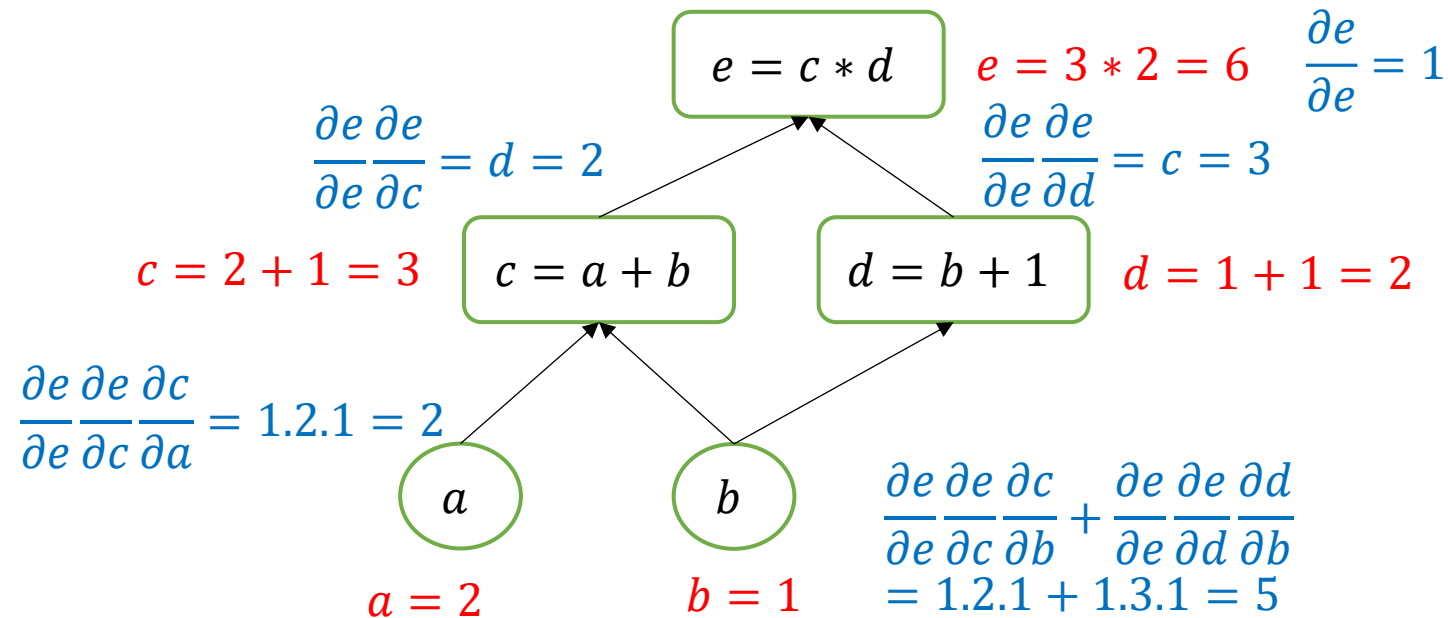 e = c * d
e = 3 * 2 = 6
∂e/∂e = 1
∂e/∂e ∂e/∂c = d = 2
∂e/∂e ∂e/∂d = c = 3
c = 2 + 1 = 3
c = a + b
d = b + 1
d = 1 + 1 = 2
∂e/∂e ∂e/∂c ∂c/∂a = 1.2.1 = 2
a
b
∂e/∂e ∂e/∂c ∂c/∂b + ∂e/∂e ∂e/∂d ∂d/∂b
= 1.2.1 + 1.3.1 = 5
a = 2
b = 1